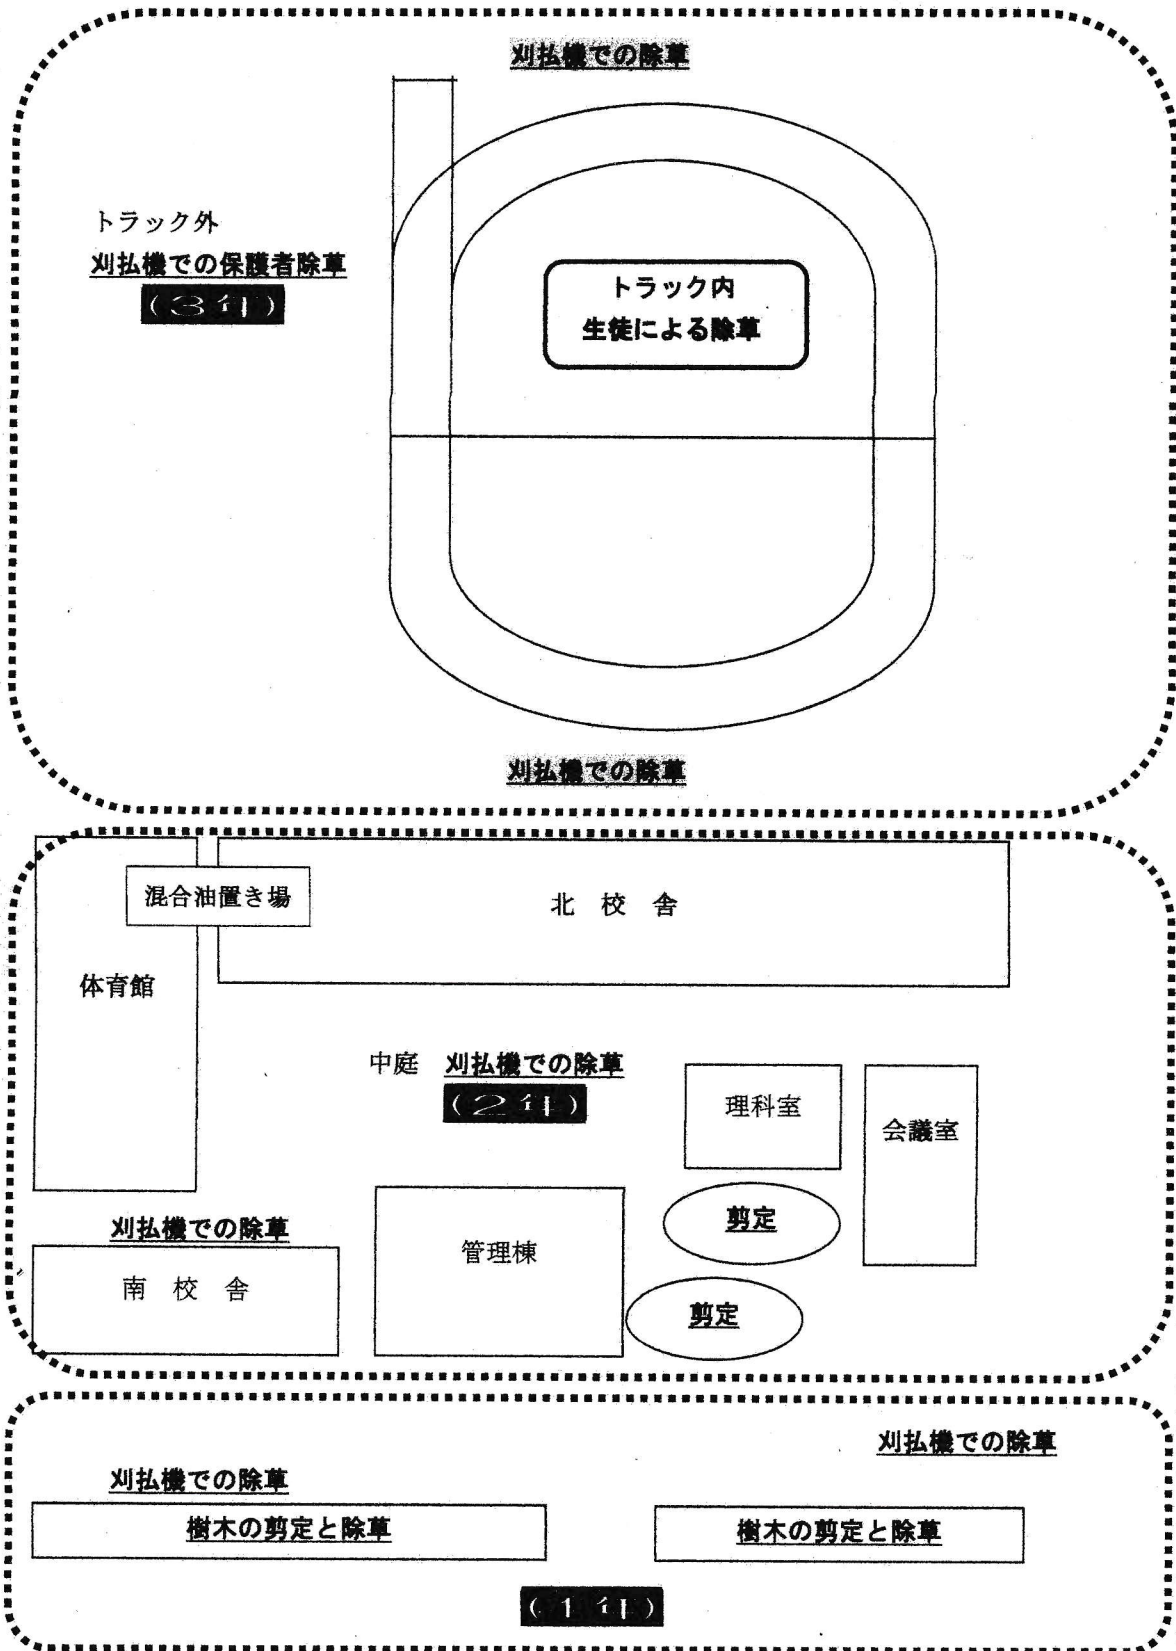 刈払機での除草
トラック外
刈払機での保護者除草
(3年)
トラック内
生徒による除草
刈払機での除草
混合油置き場
北 校 舎
体育館
中庭 刈払機での除草
(2年)
理科室
会議室
剪定
刈払機での除草
管理棟
南 校 舎
剪定
刈払機での除草
刈払機での除草
樹木の剪定と除草
樹木の剪定と除草
(1年)